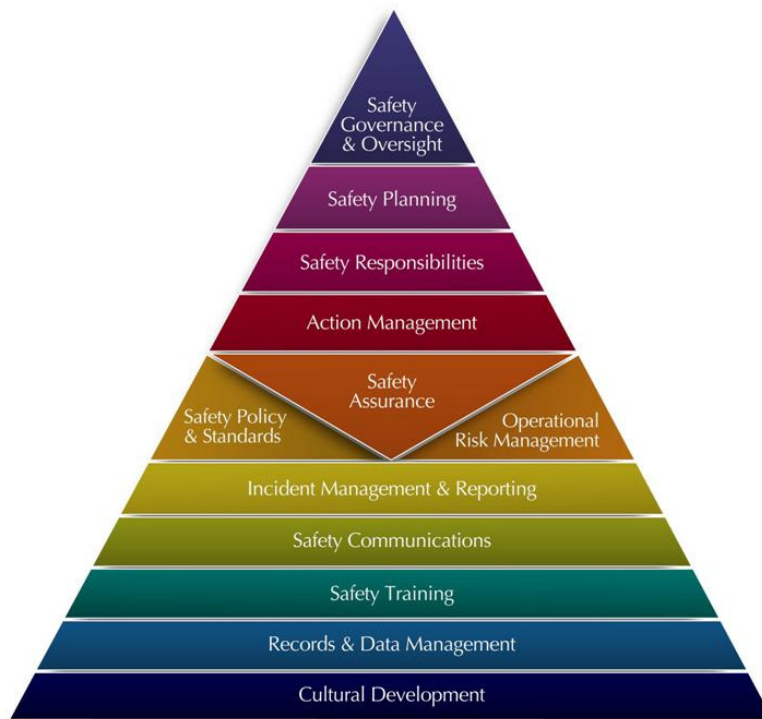 Safety
Governance
& Oversight
Safety Planning
Safety Responsibilities
Action Management
Safety
Assurance
Safety Policy
& Standards
Operational
Risk Management
Incident Management & Reporting
Safety Communications
Safety Training
Records & Data Management
Cultural Development